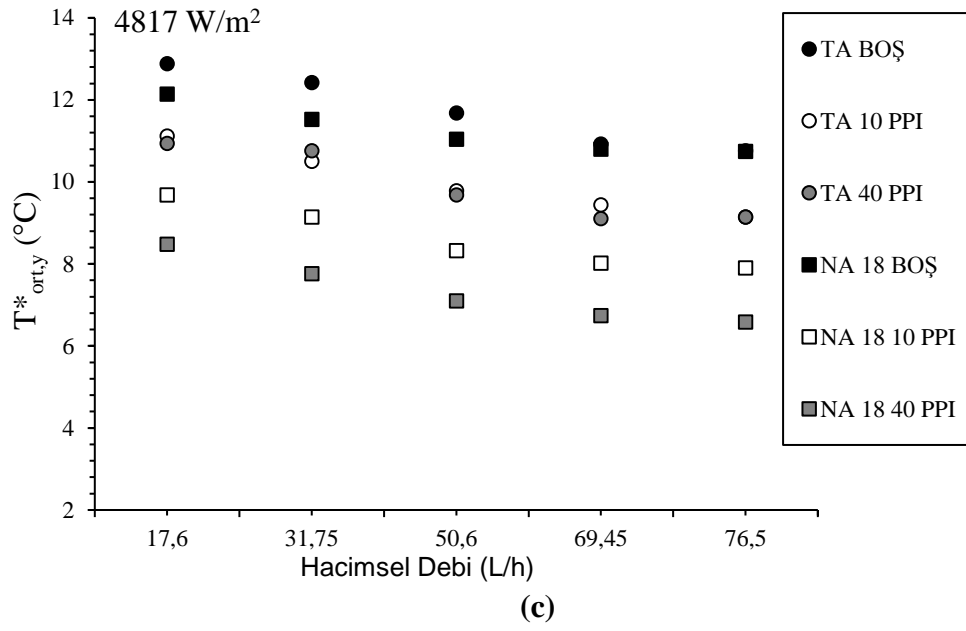 4817 W/m²
14
12
10
8
6
4
2
T*ort,y (°C)
17,6 31,75 50,6 69,45 76,5
Hacimsel Debi (L/h)
TA BOŞ
TA 10 PPI
TA 40 PPI
NA 18 BOŞ
NA 18 10 PPI
NA 18 40 PPI
(c)